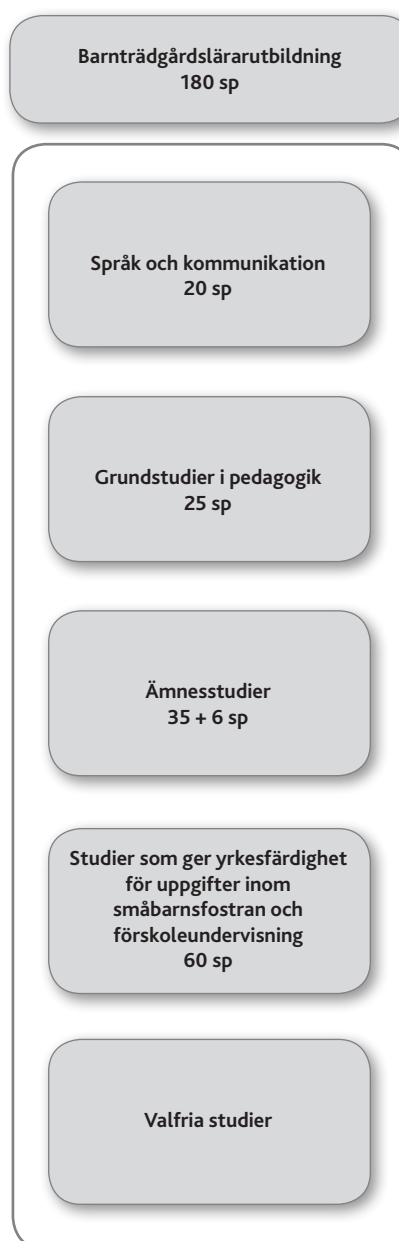 Barnträdgårdslärarutbildning
180 sp
Språk och kommunikation
20 sp
Grundstudier i pedagogik
25 sp
Ämnesstudier
35 + 6 sp
Studier som ger yrkesfärdighet
för uppgifter inom
småbarnsfostran och
förskoleundervisning
60 sp
Valfria studier